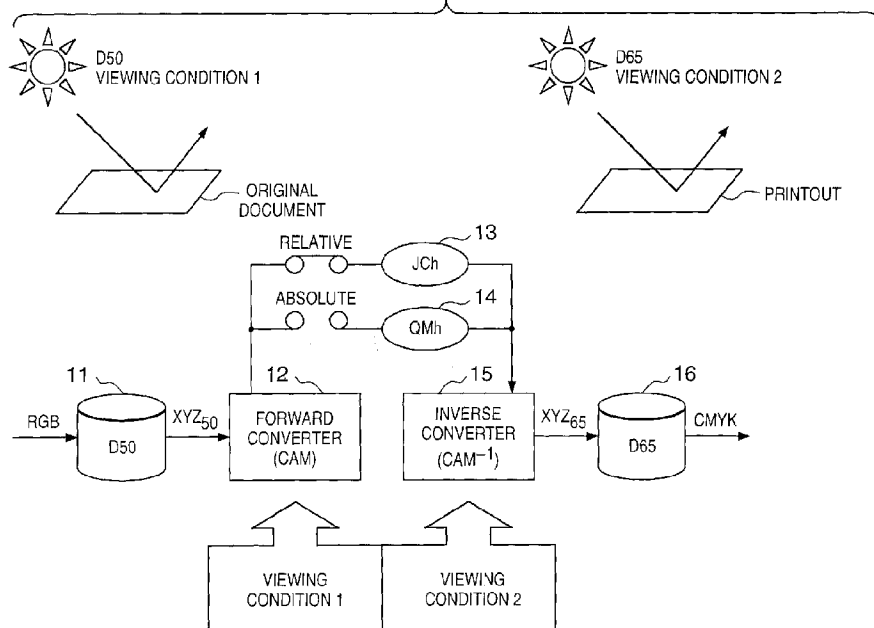 D50
VIEWING CONDITION 1
D65
VIEWING CONDITION 2
ORIGINAL
DOCUMENT
PRINTOUT
RELATIVE
13
JCh
ABSOLUTE
14
QMh
11
12
15
16
RGB
D50
XYZ50
FORWARD
CONVERTER
(CAM)
INVERSE
CONVERTER
(CAM-1)
XYZ65
D65
CMYK
VIEWING
CONDITION 1
VIEWING
CONDITION 2